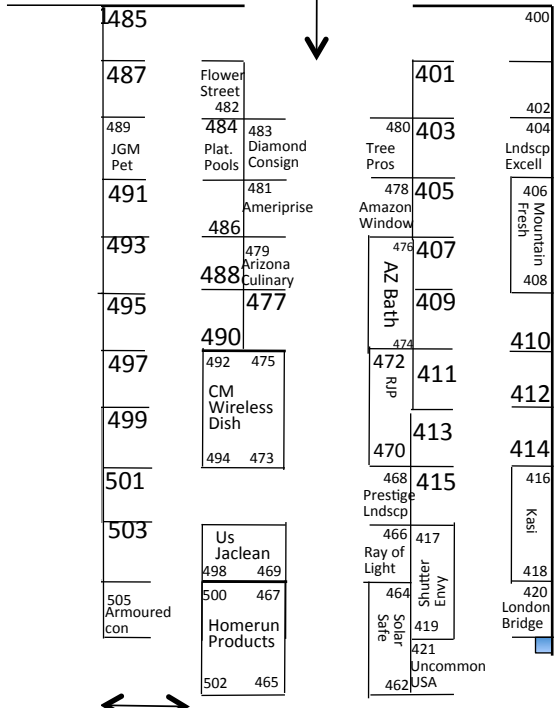 485
487
489
JGM
Pet
491
493
495
497
499
501
503
505
Armoured
con
Flower
Street
482
484
Plat.
Pools
483
Diamond
Consign
481
Ameriprise
486
479
Arizona
Culinary
488
477
490
492 475
CM
Wireless
Dish
494 473
Us
Jaclean
498 469
500 467
Homerun
Products
502 465
401
480
Tree
Pros
403
478
Amazon
Window
405
476
AZ Bath
474
407
409
472
RJP
470
411
413
468
Prestige
Lndscp
415
466
Ray of
Light
417
Shutter
Envy
419
464
Solar
Safe
462
421
Uncommon
USA
400
402
404
Lndscp
Excell
406
Mountain
Fresh
408
410
412
414
416
Kasi
418
420
London
Bridge